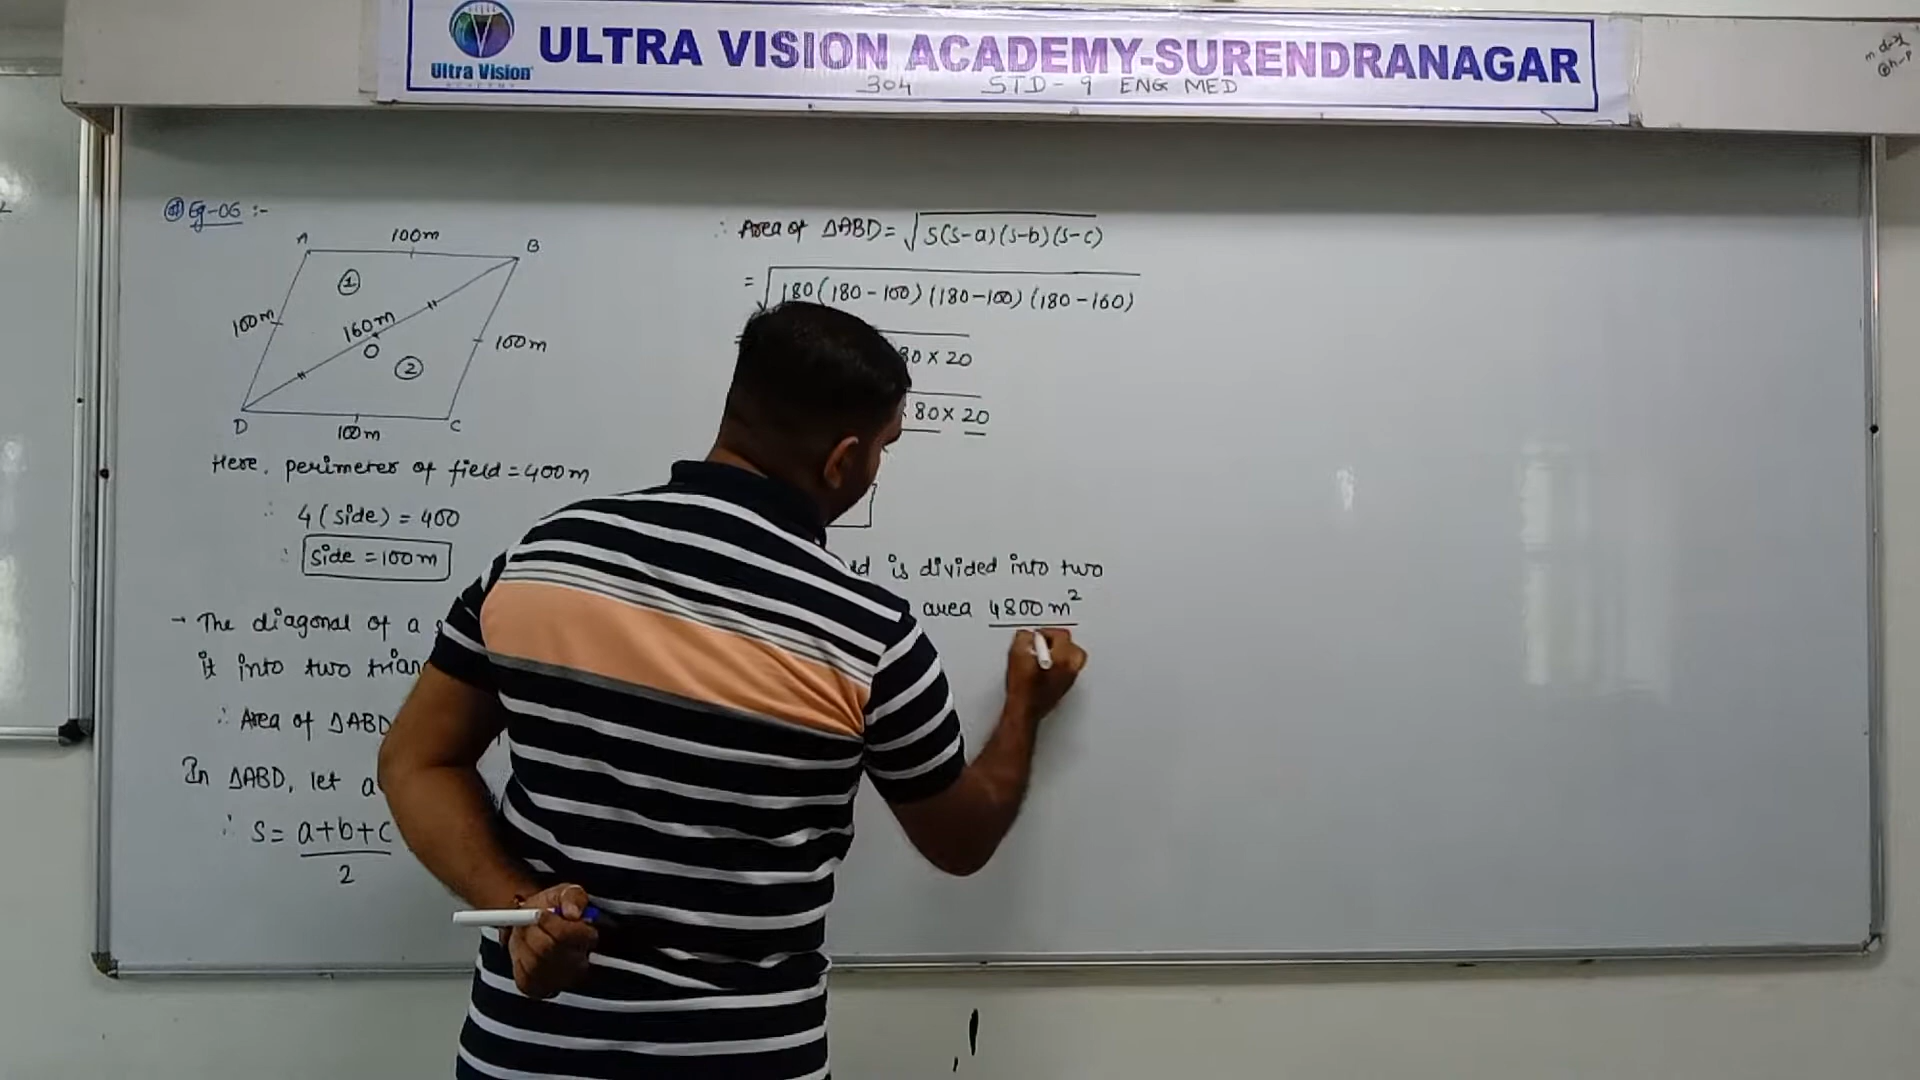 Ultra Vision
ACADEMY
ULTRA VISION ACADEMY-SURENDRANAGAR
304 STD - 9 ENG MED
Eg-06 :-
A 100m B
1
100m 160m 100m
O
2
D 100m C
Here, perimeter of field = 400m
∴ 4 (side) = 400
∴ side = 100m
→ The diagonal of a
it into two
∴ Area of ΔABD
In ΔABD, let a
∴ S = a+b+c
2
∴ Area of ΔABD = √S(S-a)(S-b)(S-c)
= √180(180-100)(180-100)(180-160)
80 × 20
80 × 20
is divided into two
area 4800 m²